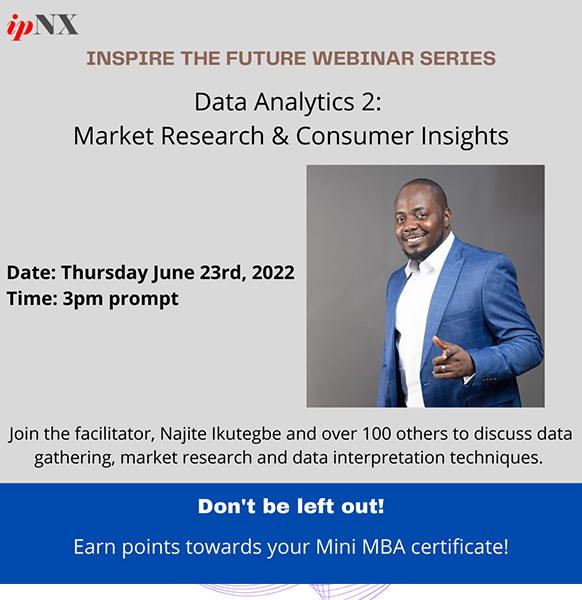 ipNX
INSPIRE THE FUTURE WEBINAR SERIES
Data Analytics 2:
Market Research & Consumer Insights
Date: Thursday June 23rd, 2022
Time: 3pm prompt
Join the facilitator, Najite Ikutegbe and over 100 others to discuss data
gathering, market research and data interpretation techniques.
Don't be left out!
Earn points towards your Mini MBA certificate!